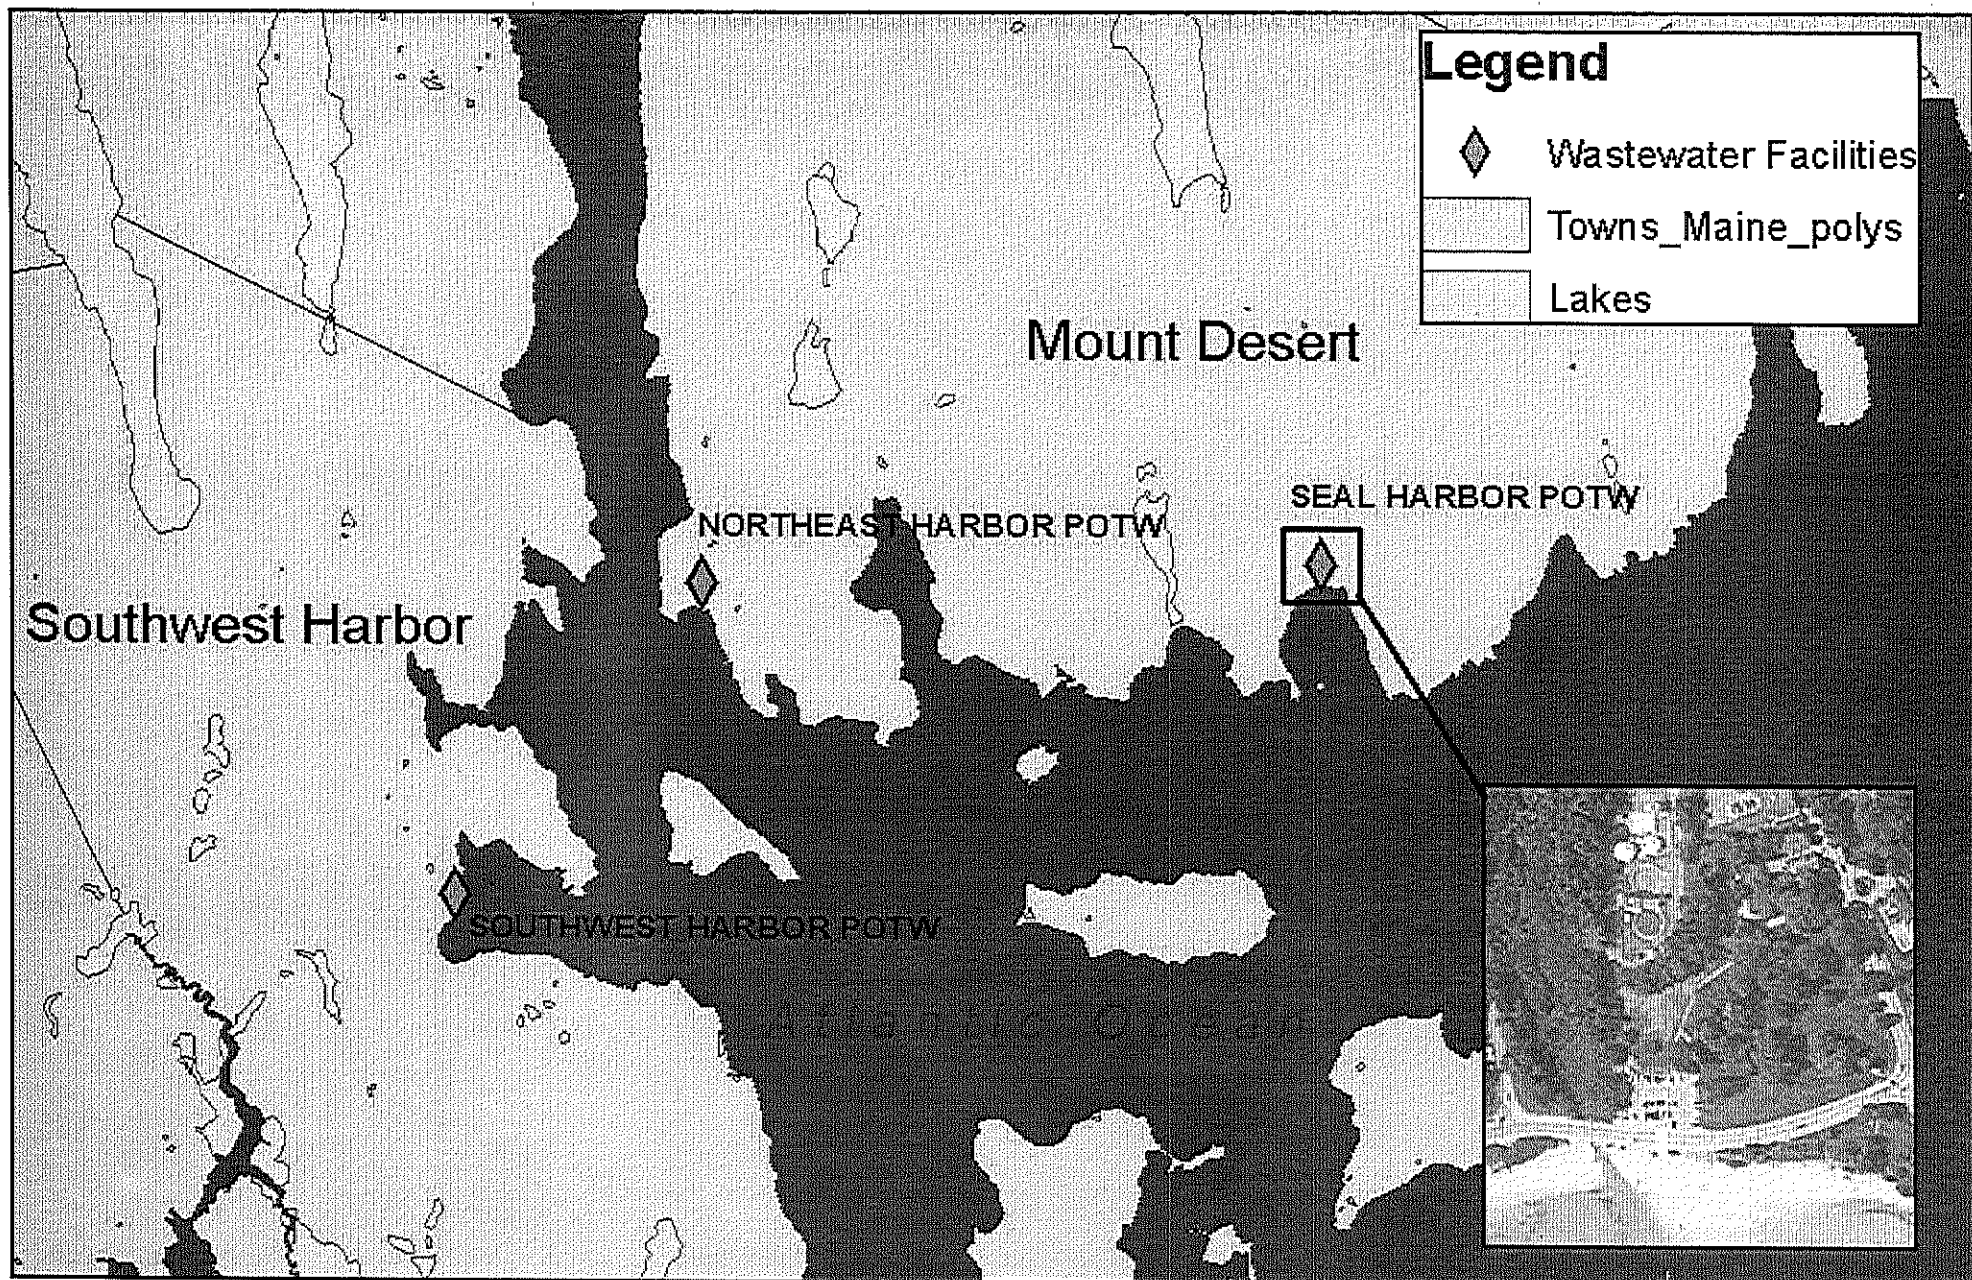 Legend
Wastewater Facilities
Towns_Maine_polys
Lakes
Mount Desert
SEAL HARBOR POTW
NORTHEAST HARBOR POTW
Southwest Harbor
SOUTHWEST HARBOR POTW